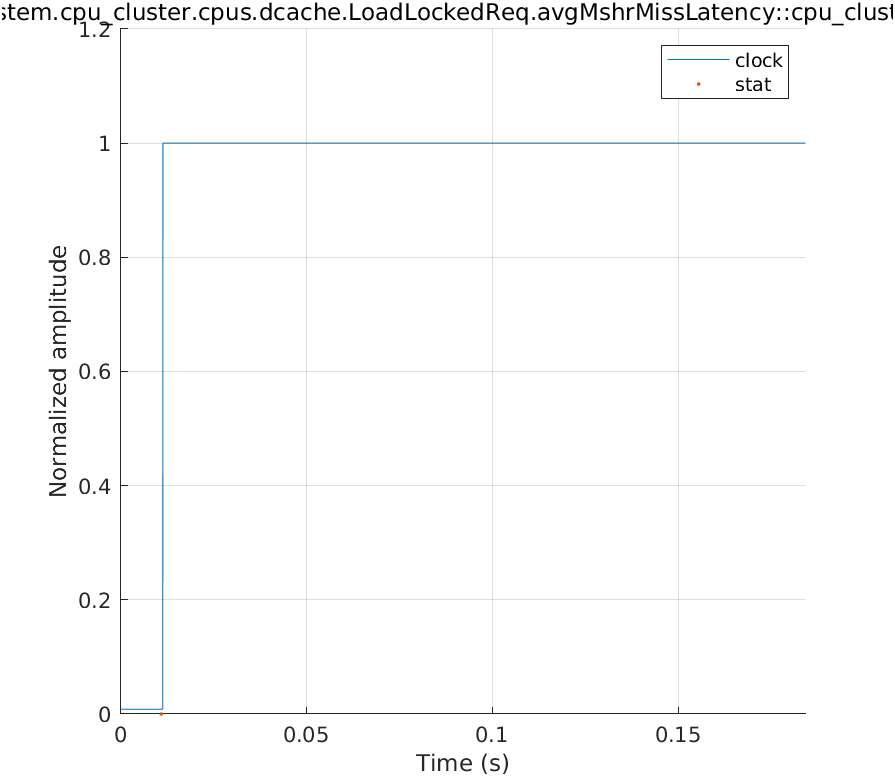 stem.cpu_cluster.cpus.dcache.LoadLockedReq.avgMshrMissLatency::cpu_clust
1.2
1
0.8
0.6
0.4
0.2
0
Normalized amplitude
clock
stat
0 0.05 0.1 0.15
Time (s)